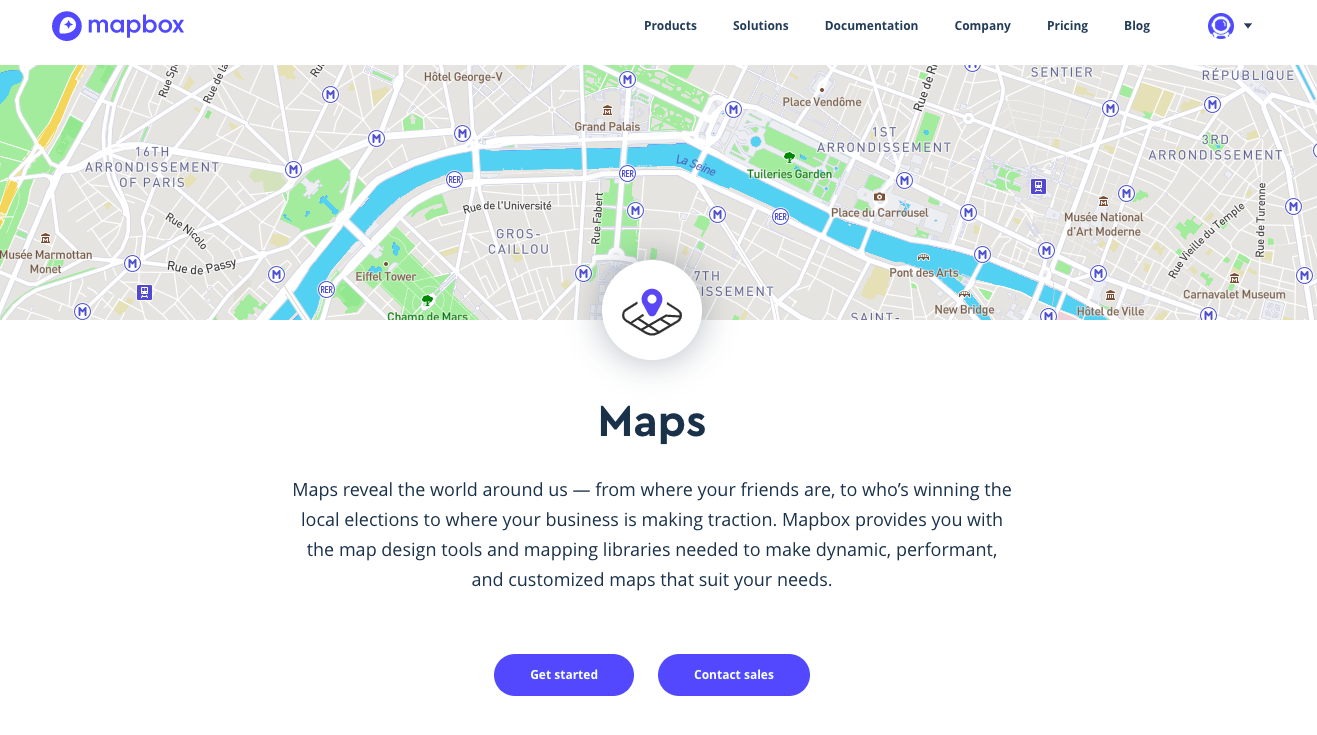 mapbox
Products Solutions Documentation Company Pricing Blog
Hôtel George-V
SENTIER
RÉPUBLIQUE
Place Vendôme
Grand Palais
1ST
ARRONDISSEMENT
3RD
ARRONDISSEMENT
16TH
ARRONDISSEMENT
OF PARIS
La Seine
Tuileries Garden
RER
RER
Rue de l'Université
Rue Fabert
RER
Place du Carrousel
Musée National
d'Art Moderne
Rue Vieille du Temple
Rue de Turenne
Rue Nicolo
GROS-
CAILLOU
Musée Marmottan
Monet
Rue de Passy
Eiffel Tower
RER
7TH
Pont des Arts
Carnavalet Museum
New Bridge
Hôtel de Ville
Champ de Mars
SAINT-
Maps
Maps reveal the world around us — from where your friends are, to who’s winning the
local elections to where your business is making traction. Mapbox provides you with
the map design tools and mapping libraries needed to make dynamic, performant,
and customized maps that suit your needs.
Get started
Contact sales